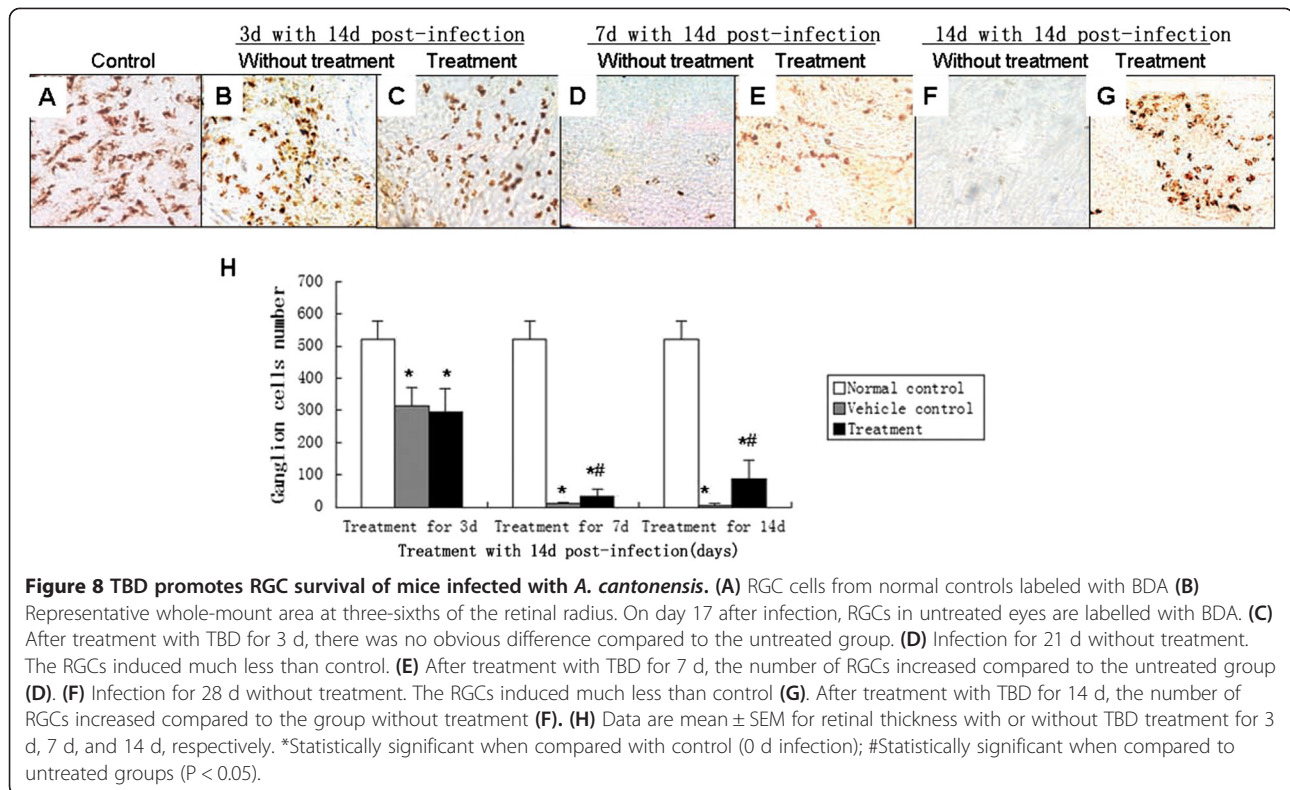 3d with 14d post-infection 7d with 14d post-infection 14d with 14d post-infection
Control Without treatment Treatment Without treatment Treatment Without treatment Treatment
A B C D E F G
H
700
600
500
400
300
200
100
0
Ganglion cells number
* *
* *#
* *#
Normal control
Vehicle control
Treatment
Treatment for 3d Treatment for 7d Treatment for 14d
Treatment with 14d post-infection(days)
Figure 8 TBD promotes RGC survival of mice infected with A. cantonensis. (A) RGC cells from normal controls labeled with BDA (B)
Representative whole-mount area at three-sixths of the retinal radius. On day 17 after infection, RGCs in untreated eyes are labelled with BDA. (C)
After treatment with TBD for 3 d, there was no obvious difference compared to the untreated group. (D) Infection for 21 d without treatment.
The RGCs induced much less than control. (E) After treatment with TBD for 7 d, the number of RGCs increased compared to the untreated group
(D). (F) Infection for 28 d without treatment. The RGCs induced much less than control (G). After treatment with TBD for 14 d, the number of
RGCs increased compared to the group without treatment (F). (H) Data are mean ± SEM for retinal thickness with or without TBD treatment for 3
d, 7 d, and 14 d, respectively. *Statistically significant when compared with control (0 d infection); #Statistically significant when compared to
untreated groups (P < 0.05).